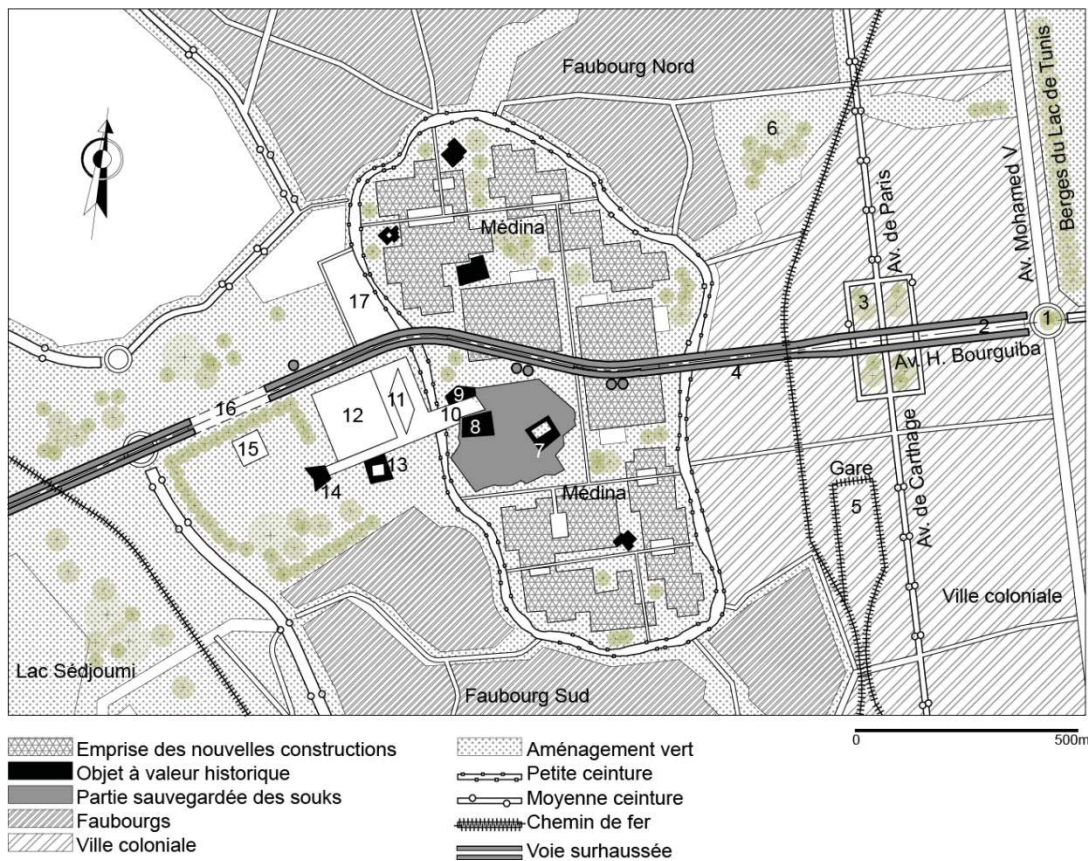 Faubourg Nord
6
Av. de Paris
Av. Mohamed V
Berges du Lac de Tunis
Médina
17
3
1
2
Av. H. Bourguiba
4
16
11
9
12
10
8
7
15
13
14
Médina
Gare
5
Av. de Carthage
Ville coloniale
Lac Sédjoumi
Faubourg Sud
0 500m
Emprise des nouvelles constructions
Objet à valeur historique
Partie sauvegardée des souks
Faubourgs
Ville coloniale
Aménagement vert
Petite ceinture
Moyenne ceinture
Chemin de fer
Voie surhaussée